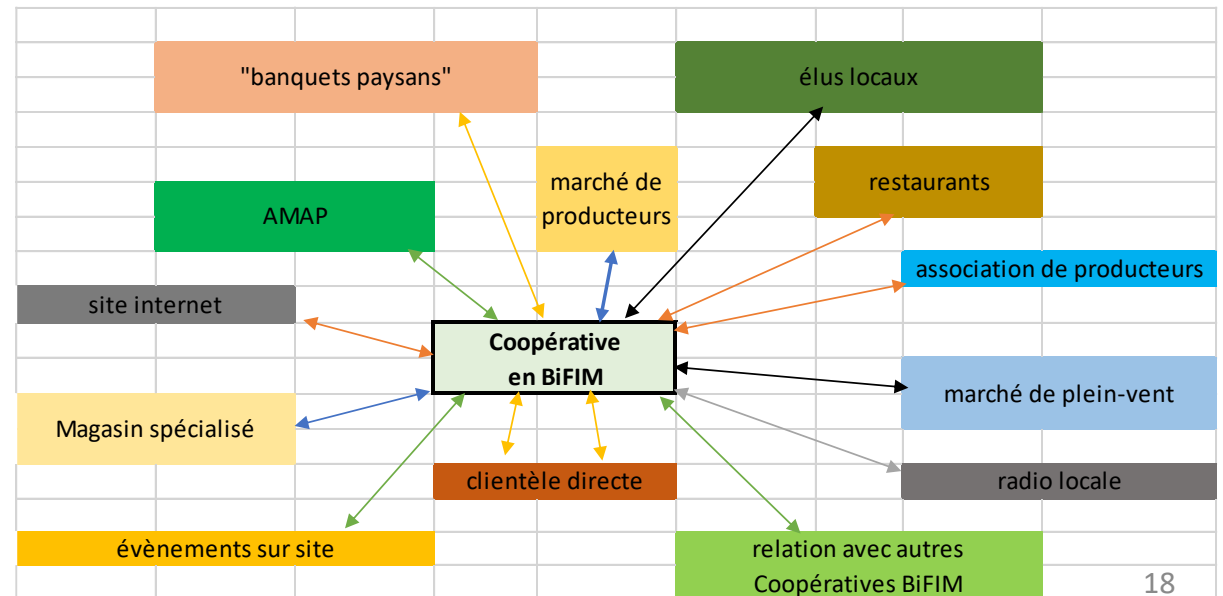 "banquets paysans"
élus locaux
marché de
producteurs
restaurants
AMAP
association de producteurs
site internet
Coopérative
en BiFIM
marché de plein-vent
Magasin spécialisé
clientèle directe
radio locale
évènements sur site
relation avec autres
Coopératives BiFIM
18